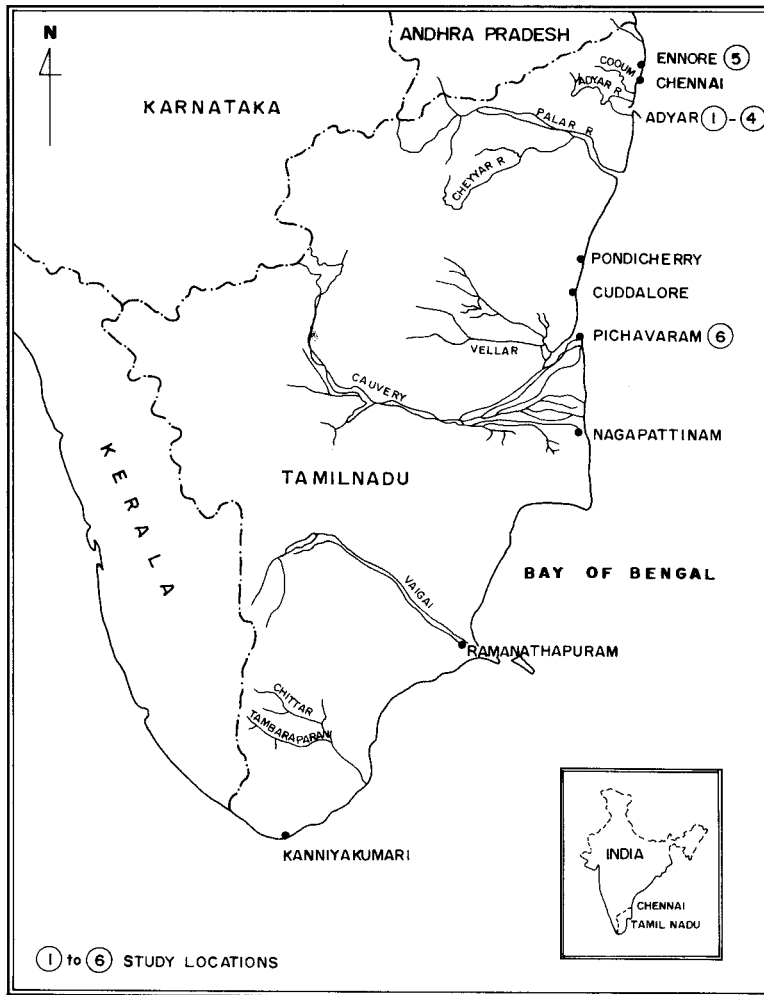 N
ANDHRA PRADESH
COOUM
ENNORE 5
CHENNAI
ADYAR R
KARNATAKA
ADYAR 1 - 4
PALAR R
CHEYYAR R
PONDICHERRY
CUDDALORE
PICHAVARAM 6
VELLAR
CAUVERY
NAGAPATTINAM
KERALA
TAMILNADU
BAY OF BENGAL
VAIGAI
RAMANATHAPURAM
CHITTAR
TAMBARAPARANI
KANNIYAKUMARI
INDIA
CHENNAI
TAMIL NADU
1 to 6 STUDY LOCATIONS